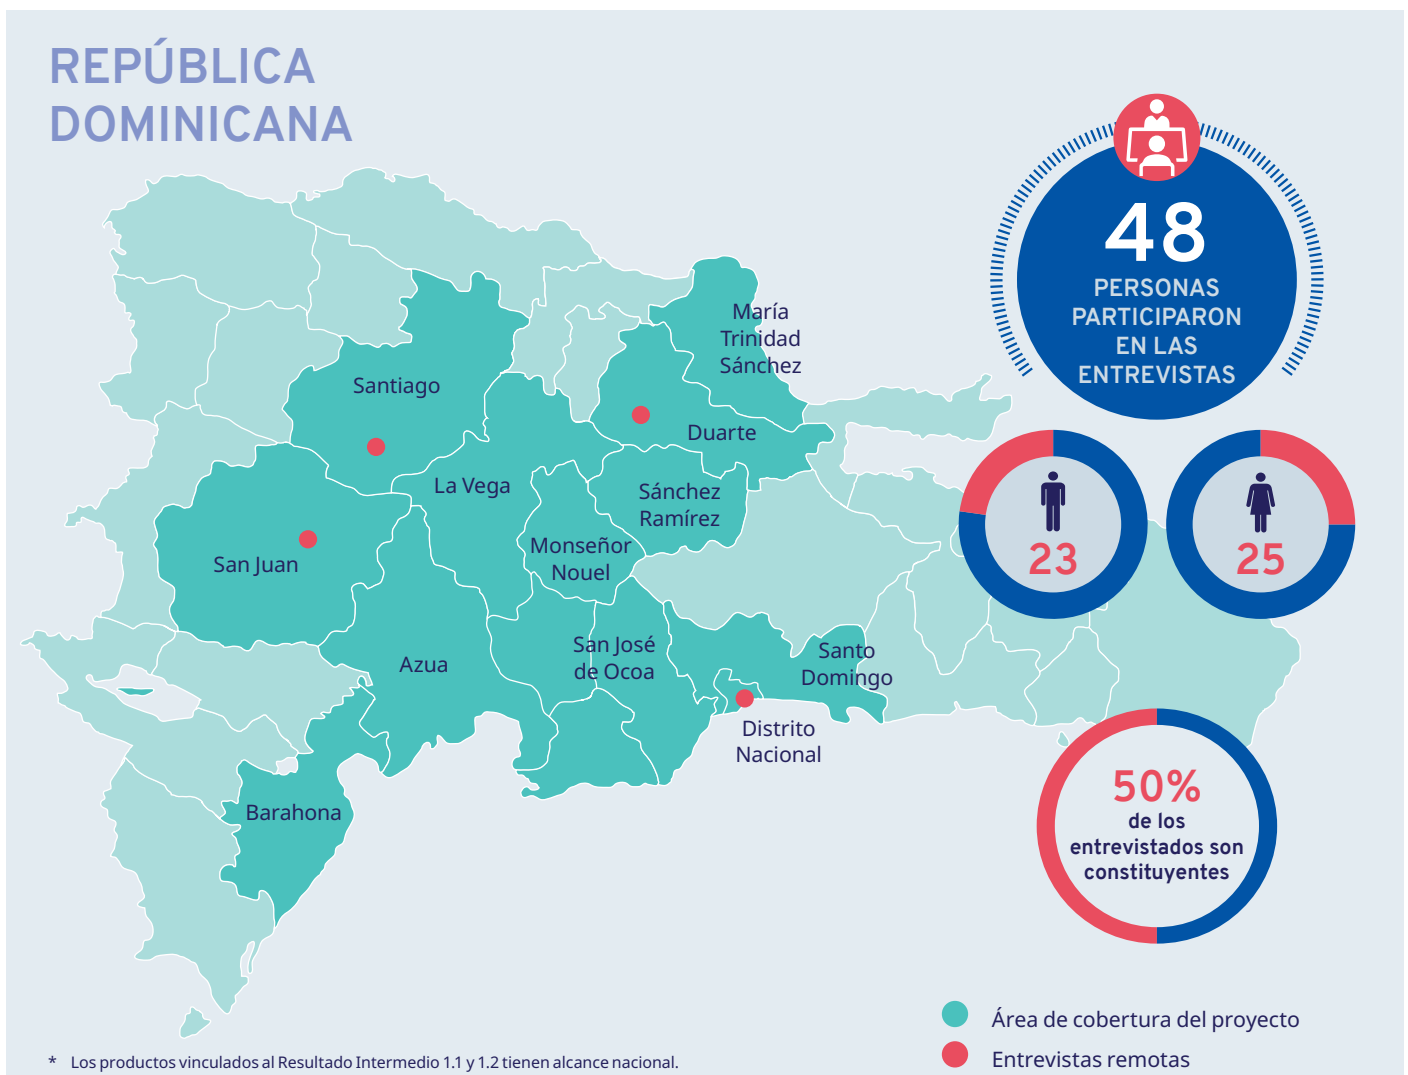 REPÚBLICA
DOMINICANA
48
PERSONAS
PARTICIPARON
EN LAS
ENTREVISTAS
23
25
50%
de los
entrevistados son
constituyentes
María
Trinidad
Sánchez
Santiago
Duarte
La Vega
Sánchez
Ramírez
Monseñor
Nouel
San Juan
San José
de Ocoa
Azua
Santo
Domingo
Distrito
Nacional
Barahona
Área de cobertura del proyecto
Entrevistas remotas
* Los productos vinculados al Resultado Intermedio 1.1 y 1.2 tienen alcance nacional.